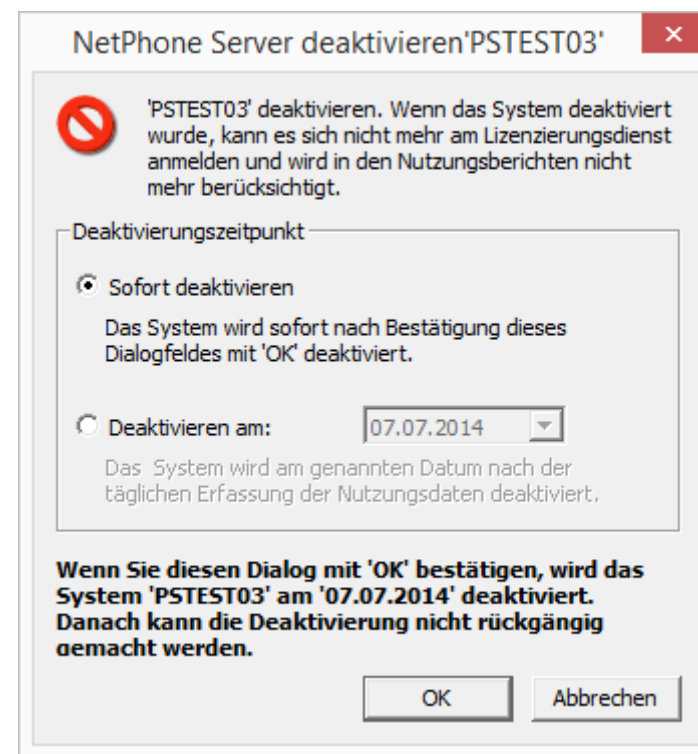 NetPhone Server deaktivieren'PSTEST03'
'PSTEST03' deaktivieren. Wenn das System deaktiviert
wurde, kann es sich nicht mehr am Lizenzierungsdienst
anmelden und wird in den Nutzungsberichten nicht
mehr berücksichtigt.
Deaktivierungszeitpunkt
Sofort deaktivieren
Das System wird sofort nach Bestätigung dieses
Dialogfeldes mit 'OK' deaktiviert.
Deaktivieren am: 07.07.2014
Das System wird am genannten Datum nach der
täglichen Erfassung der Nutzungsdaten deaktiviert.
Wenn Sie diesen Dialog mit 'OK' bestätigen, wird das
System 'PSTEST03' am '07.07.2014' deaktiviert.
Danach kann die Deaktivierung nicht rückgängig
gemacht werden.
OK Abbrechen